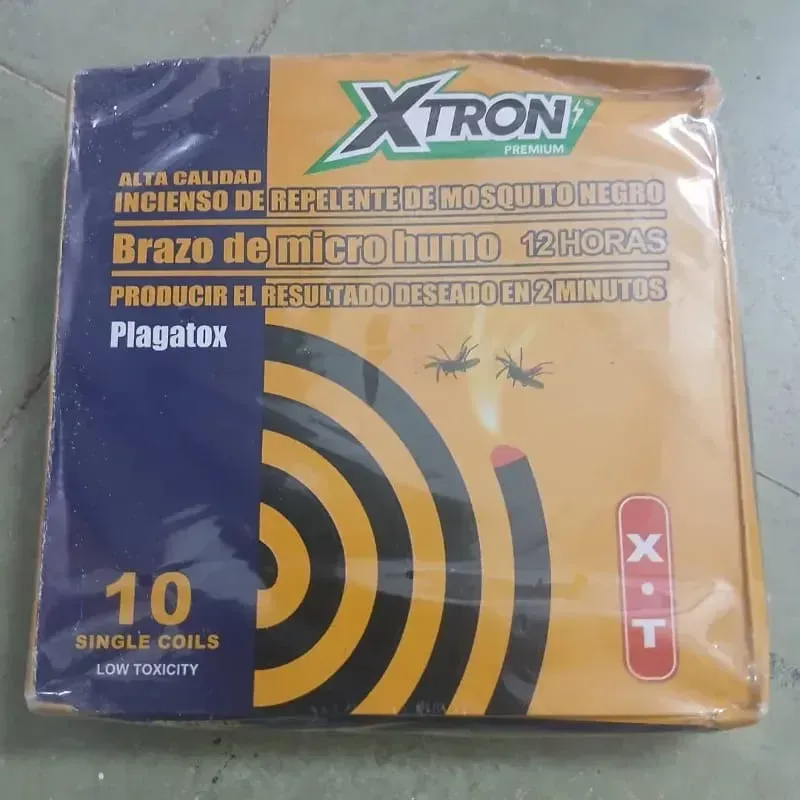 XTRON
PREMIUM
ALTA CALIDAD
INCIENSO DE REPELENTE DE MOSQUITO NEGRO
Brazo de micro humo 12 HORAS
PRODUCIR EL RESULTADO DESEADO EN 2 MINUTOS
Plagatox
X·T
10
SINGLE COILS
LOW TOXICITY